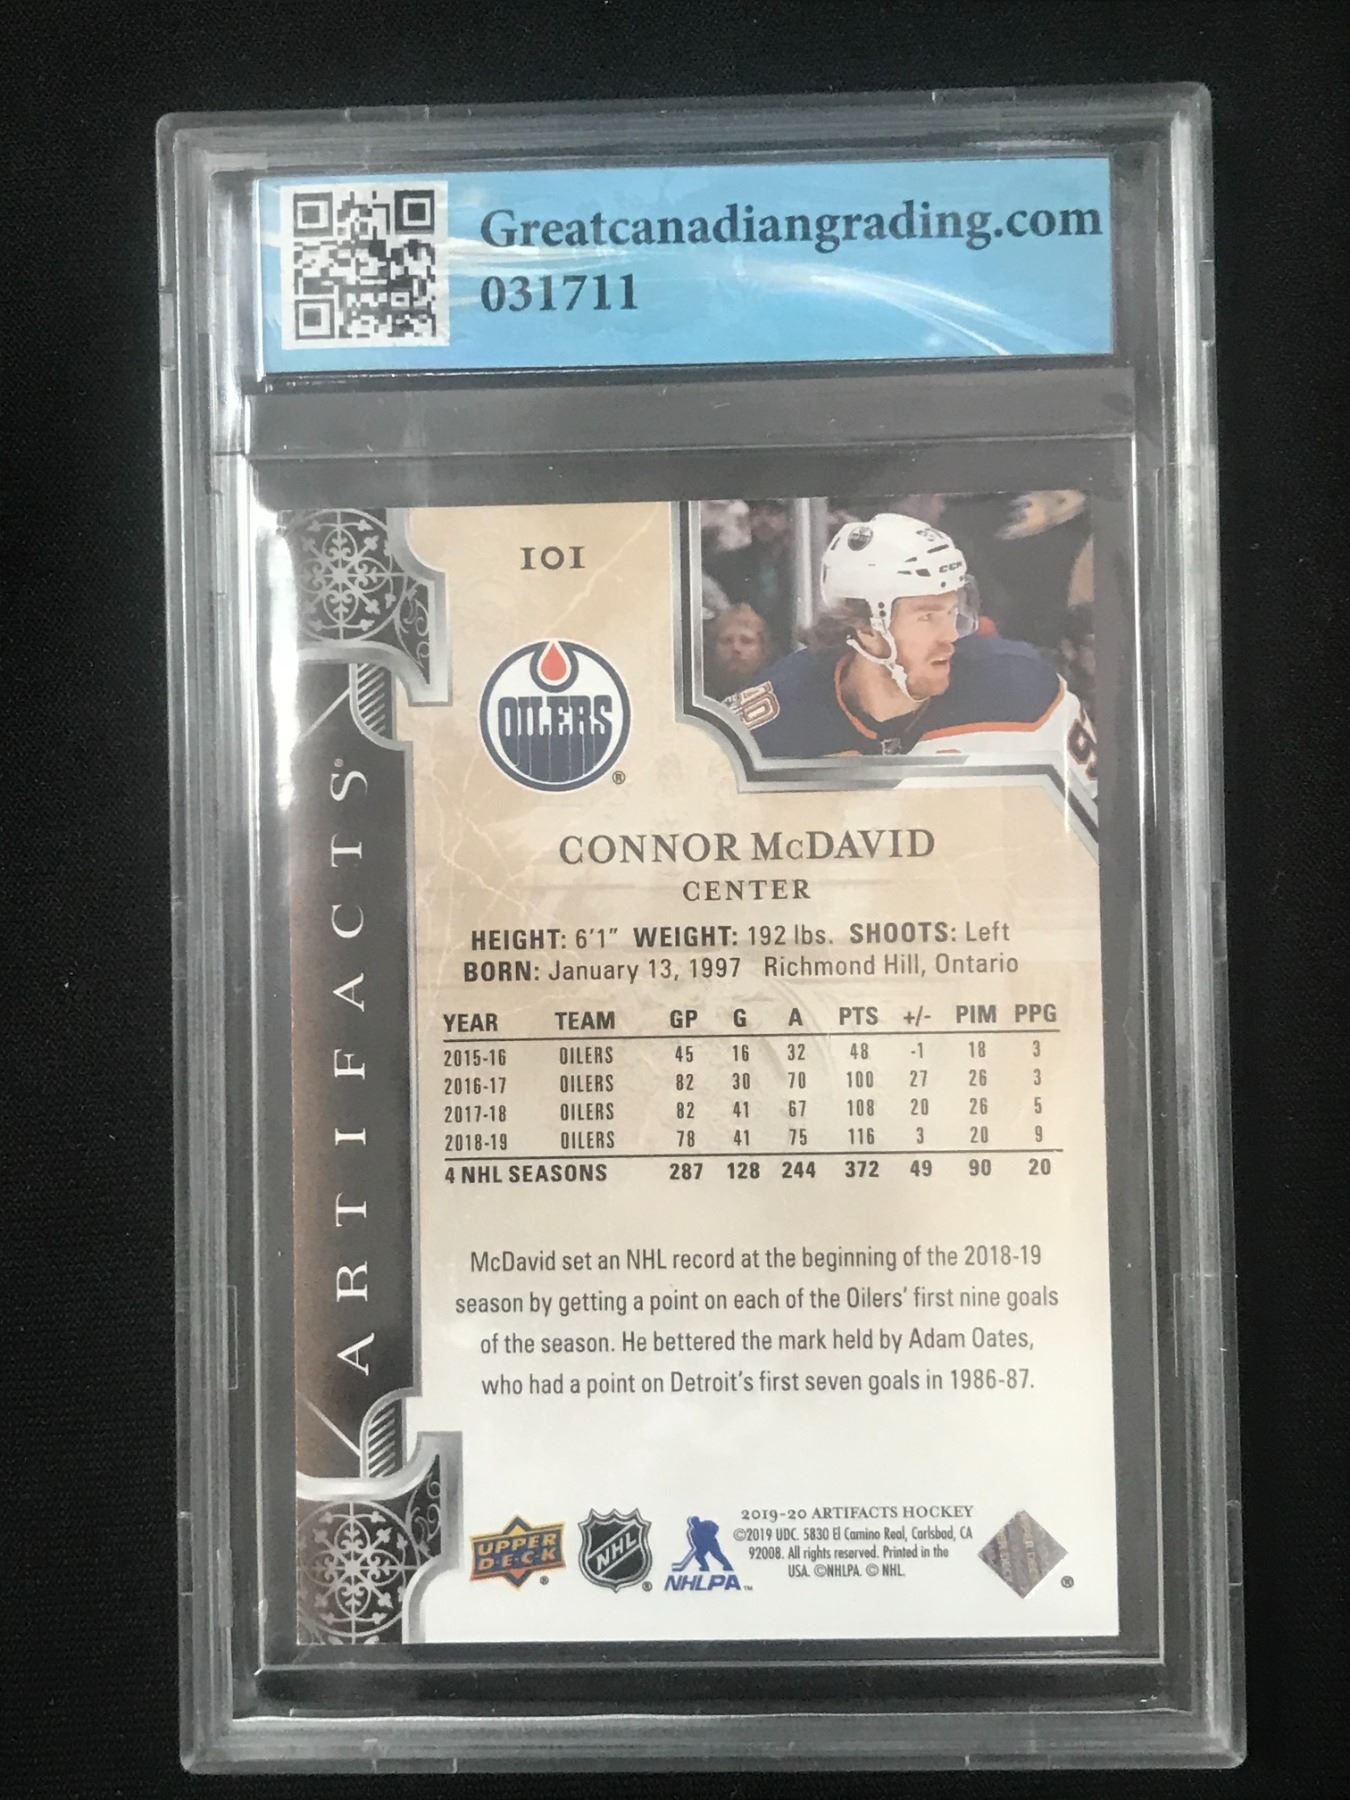 Greatcanadiangrading.com
031711
101
OILERS
®
CCM
97
ARTIFACTS®
CONNOR McDAVID
CENTER
HEIGHT: 6'1" WEIGHT: 192 lbs. SHOOTS: Left
BORN: January 13, 1997 Richmond Hill, Ontario
YEAR TEAM GP G A PTS +/- PIM PPG
2015-16 OILERS 45 16 32 48 -1 18 3
2016-17 OILERS 82 30 70 100 27 26 3
2017-18 OILERS 82 41 67 108 20 26 5
2018-19 OILERS 78 41 75 116 3 20 9
4 NHL SEASONS 287 128 244 372 49 90 20
McDavid set an NHL record at the beginning of the 2018-19
season by getting a point on each of the Oilers' first nine goals
of the season. He bettered the mark held by Adam Oates,
who had a point on Detroit's first seven goals in 1986-87.
UPPER
DECK
®
NHL
®
NHLPA™
2019-20 ARTIFACTS HOCKEY
©2019 UDC. 5830 El Camino Real, Carlsbad, CA
92008. All rights reserved. Printed in the
USA. ©NHLPA. © NHL.
®